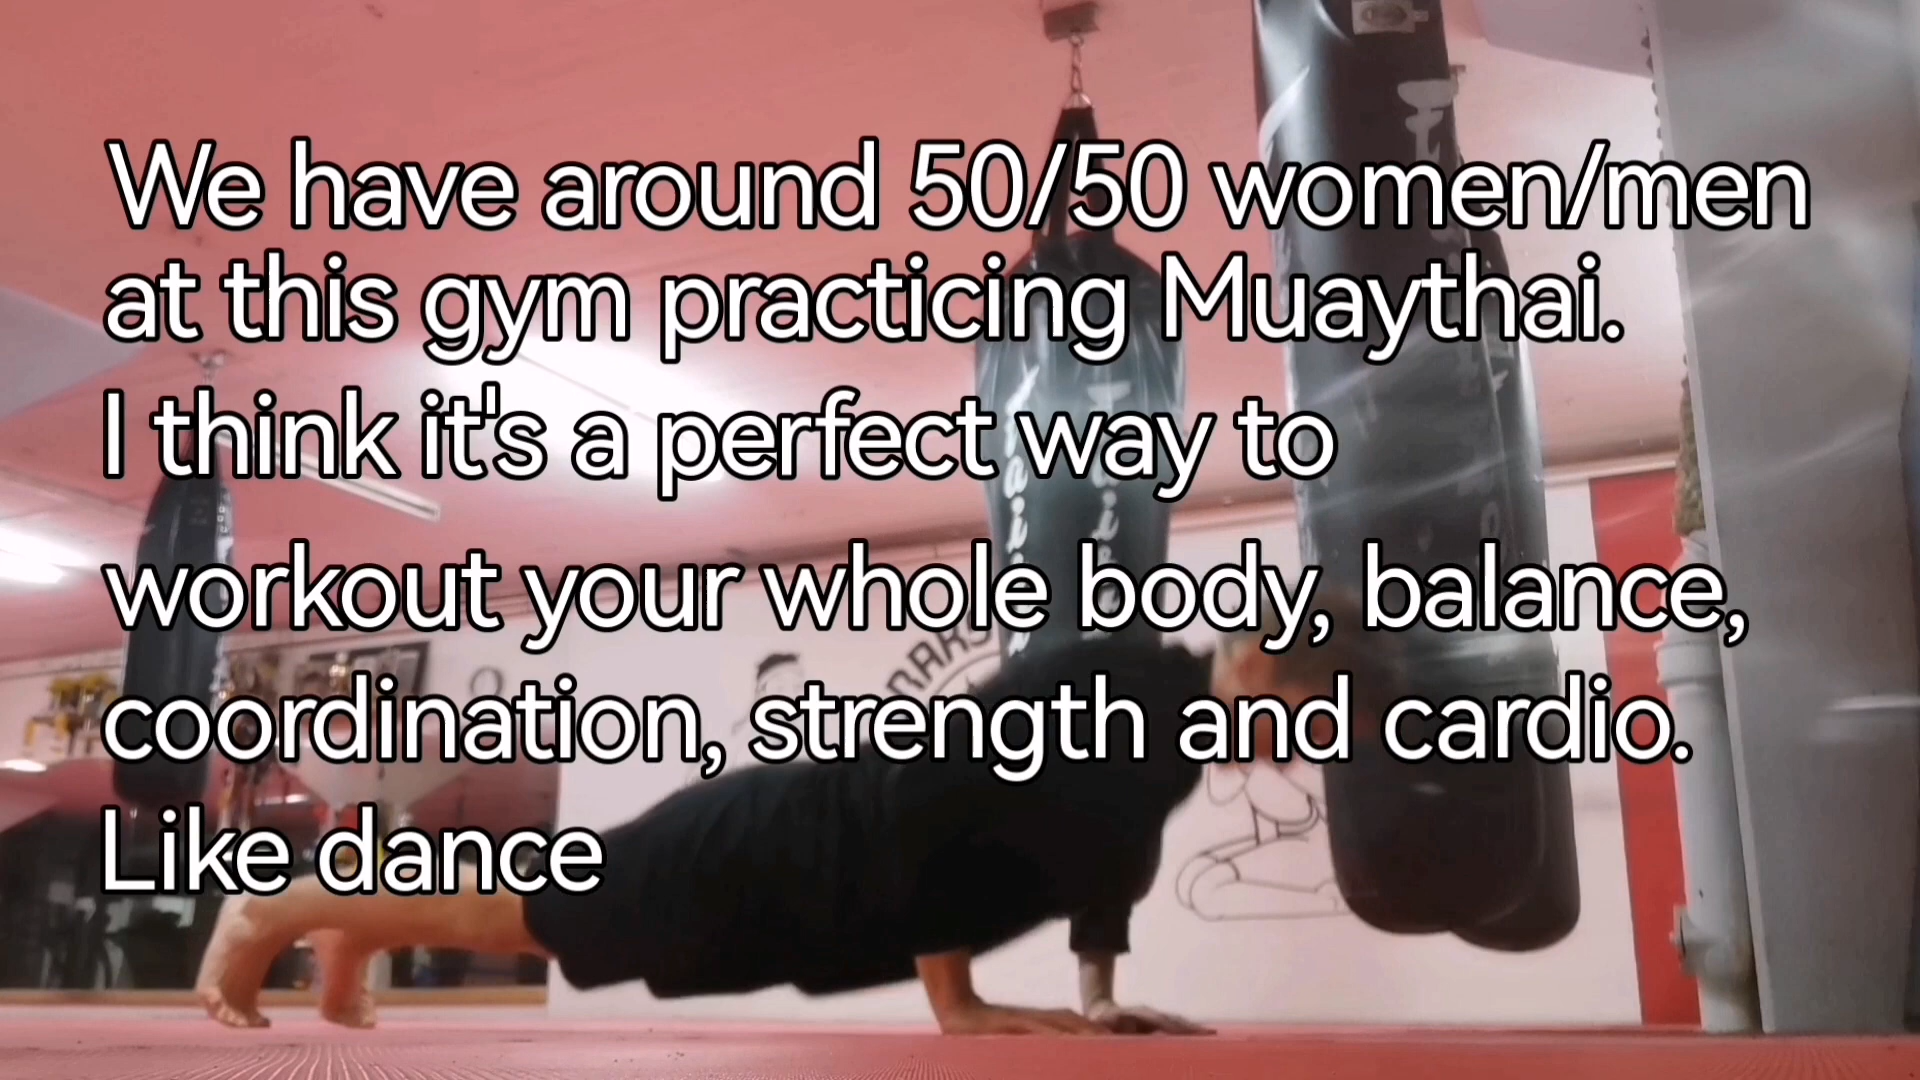 We have around 50/50 women/men
at this gym practicing Muaythai.
I think it's a perfect way to
workout your whole body, balance,
coordination, strength and cardio.
Like dance